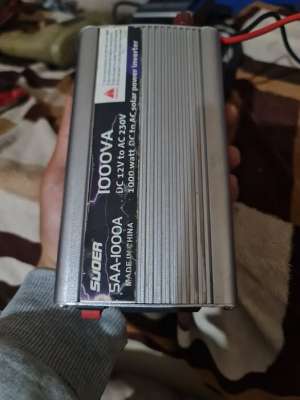 1000VA
DC 12V to AC 230V
1000 watt DC to AC solar power inverter
SUOER
SAA-1000A
MADE IN CHINA